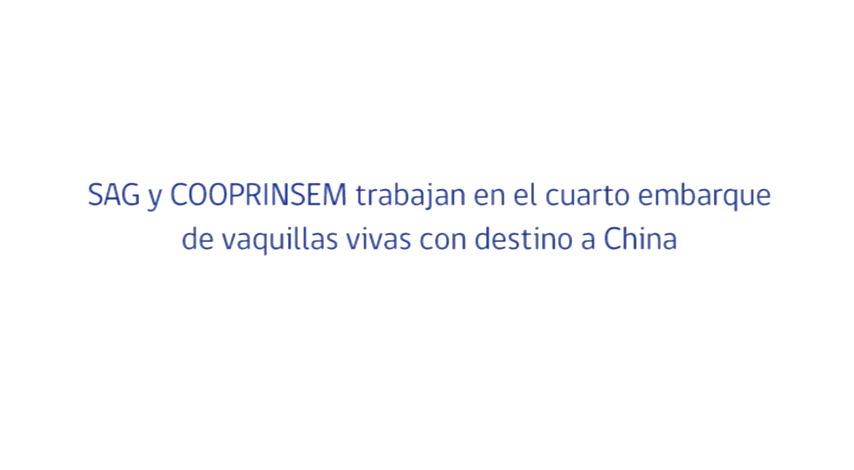 SAG y COOPRINSEM trabajan en el cuarto embarque
de vaquillas vivas con destino a China